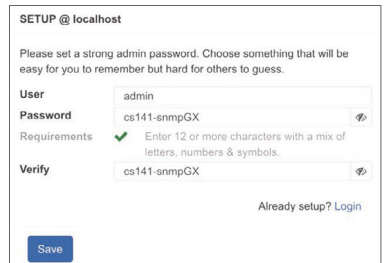 SETUP @ localhost
Please set a strong admin password. Choose something that will be
easy for you to remember but hard for others to guess.
User admin
Password cs141-snmpGX
Requirements Enter 12 or more characters with a mix of
letters, numbers & symbols.
Verify cs141-snmpGX
Already setup? Login
Save